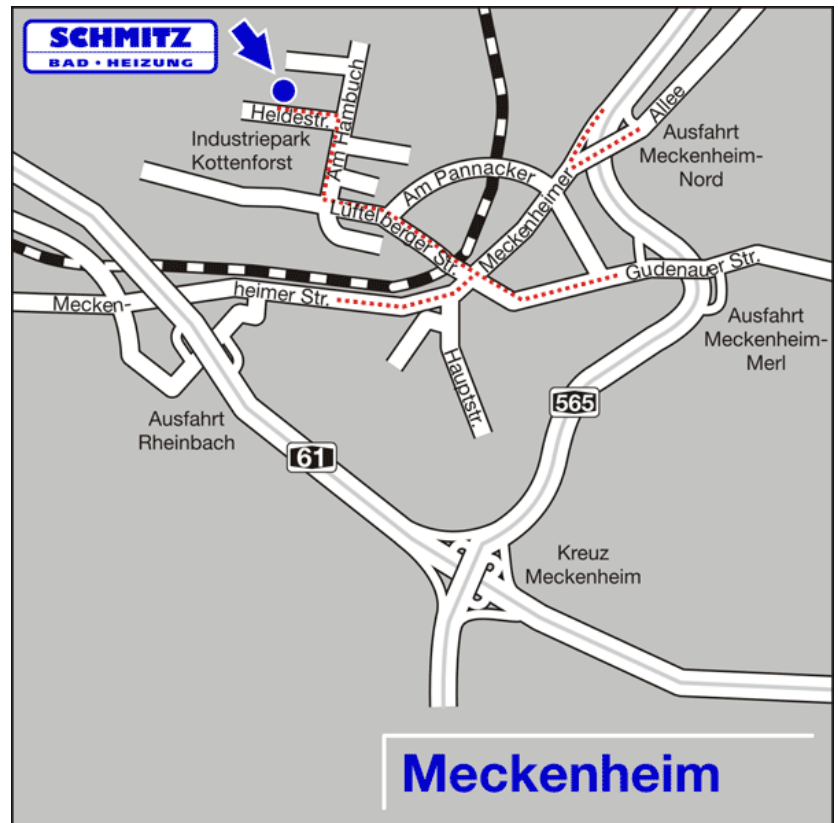 SCHMITZ
BAD • HEIZUNG
Heidestr.
Am Hambuch
Industriepark
Kottenforst
Allee
Ausfahrt
Meckenheim-
Nord
Am Pannacker
Meckenheimer
Lüftelberder Str.
Gudenauer Str.
Mecken-
heimer Str.
Ausfahrt
Meckenheim-
Merl
Hauptstr.
565
Ausfahrt
Rheinbach
61
Kreuz
Meckenheim
Meckenheim